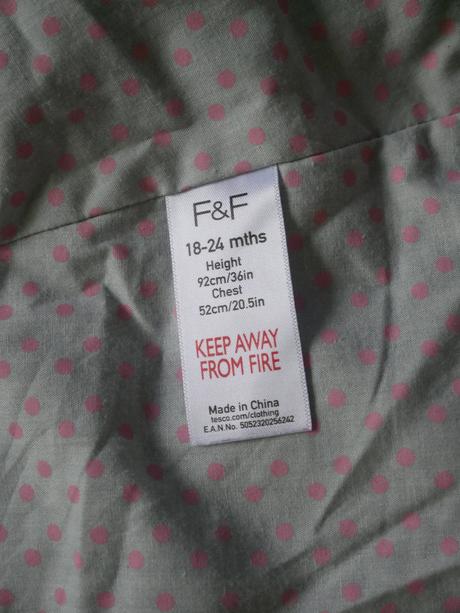 F&F
18-24 mths
Height
92cm/36in
Chest
52cm/20.5in
KEEP AWAY
FROM FIRE
Made in China
tesco.com/clothing
E.A.N.No. 5052320256242